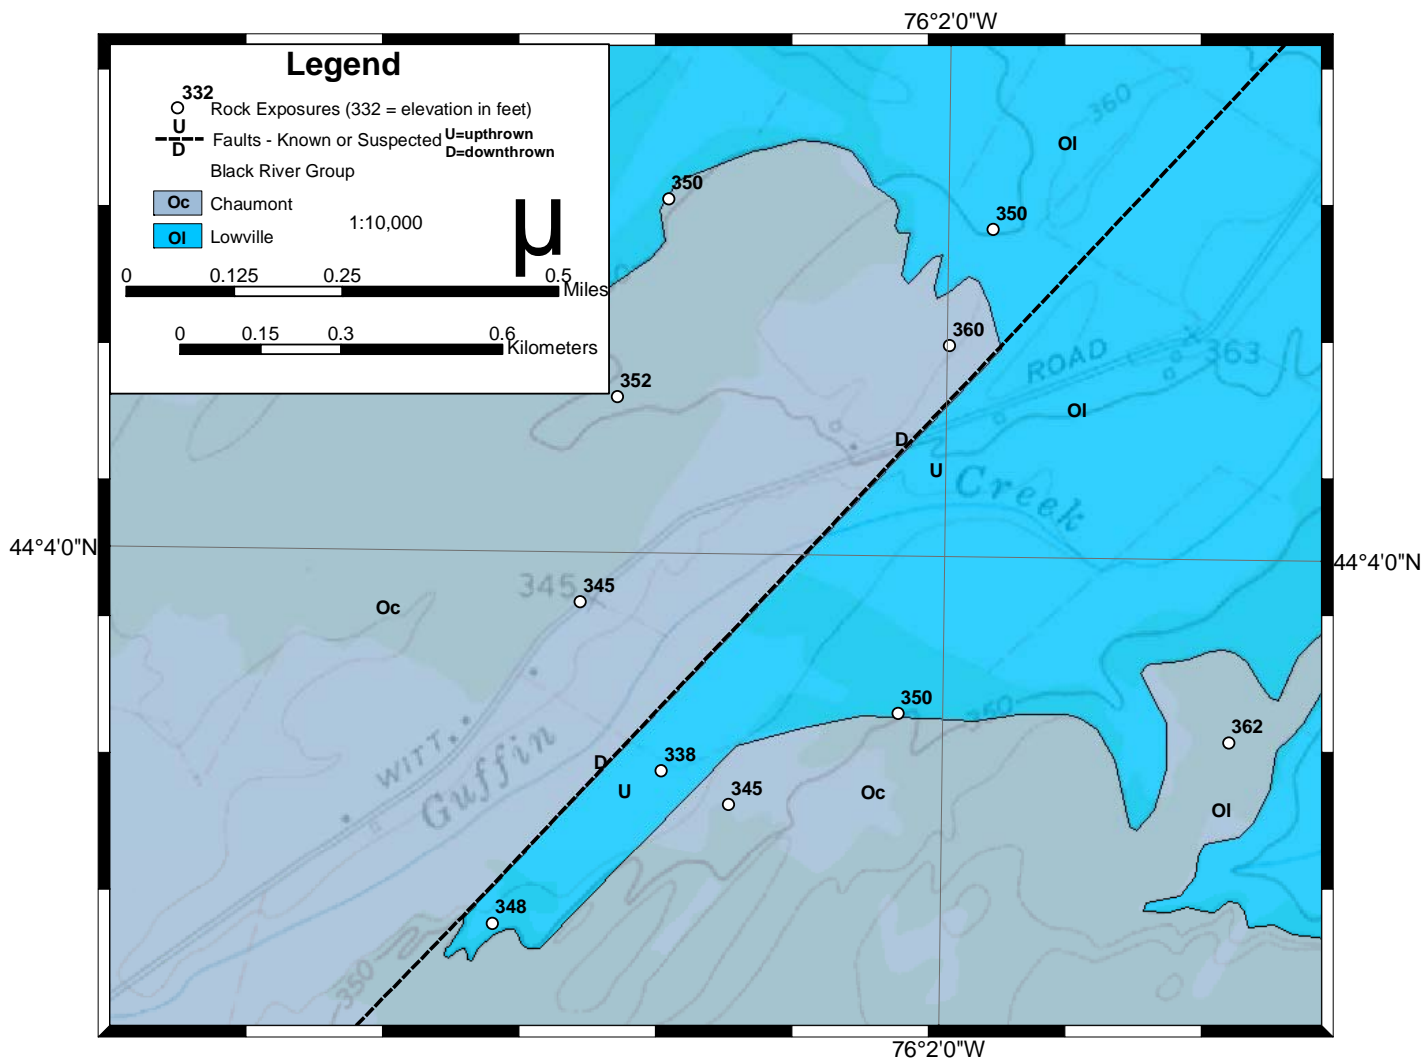 76°2'0"W
Legend
332
Rock Exposures (332 = elevation in feet)
U
D
Faults - Known or Suspected
U=upthrown
D=downthrown
Black River Group
Oc Chaumont
Ol Lowville
1:10,000
µ
0 0.125 0.25 0.5
Miles
0 0.15 0.3 0.6
Kilometers
360
Ol
350
350
360
ROAD
363
352
Ol
D
U
Creek
44°4'0"N
44°4'0"N
345
345
Oc
350
350
362
WITT
Guffin
D
U
338
345
Oc
Ol
348
350
76°2'0"W